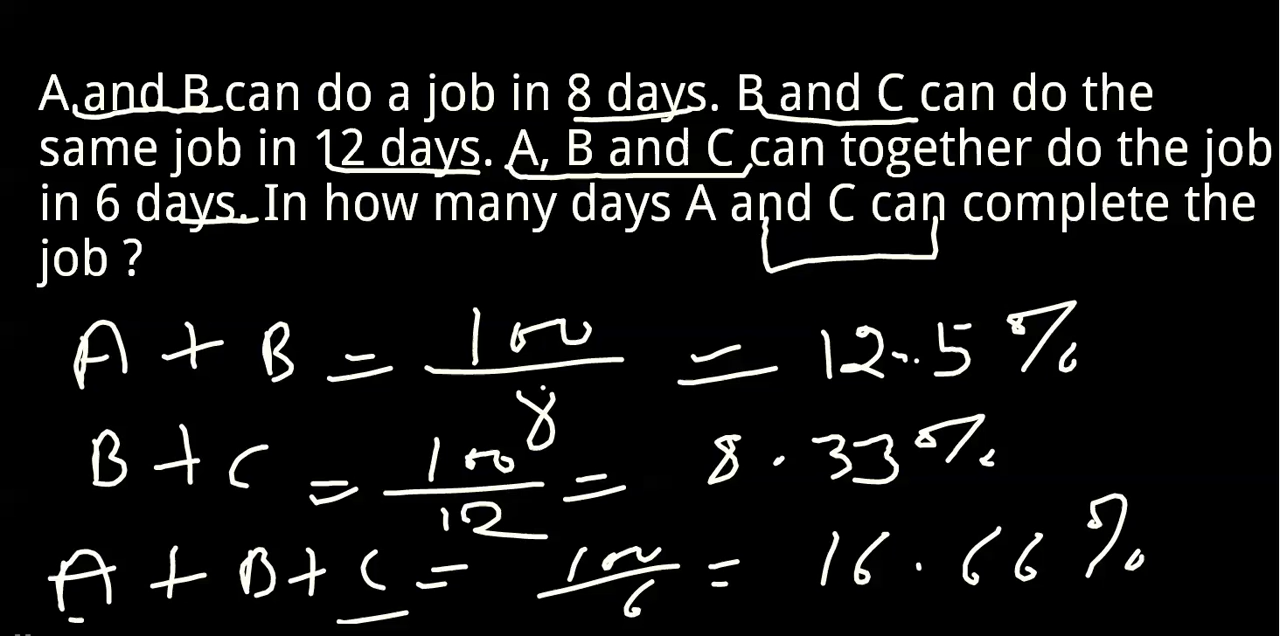 A and B can do a job in 8 days. B and C can do the
same job in 12 days. A, B and C can together do the job
in 6 days. In how many days A and C can complete the
job ?
A + B = 100/8 = 12.5%
B + C = 100/12 = 8.33%
A + B + C = 100/6 = 16.66%